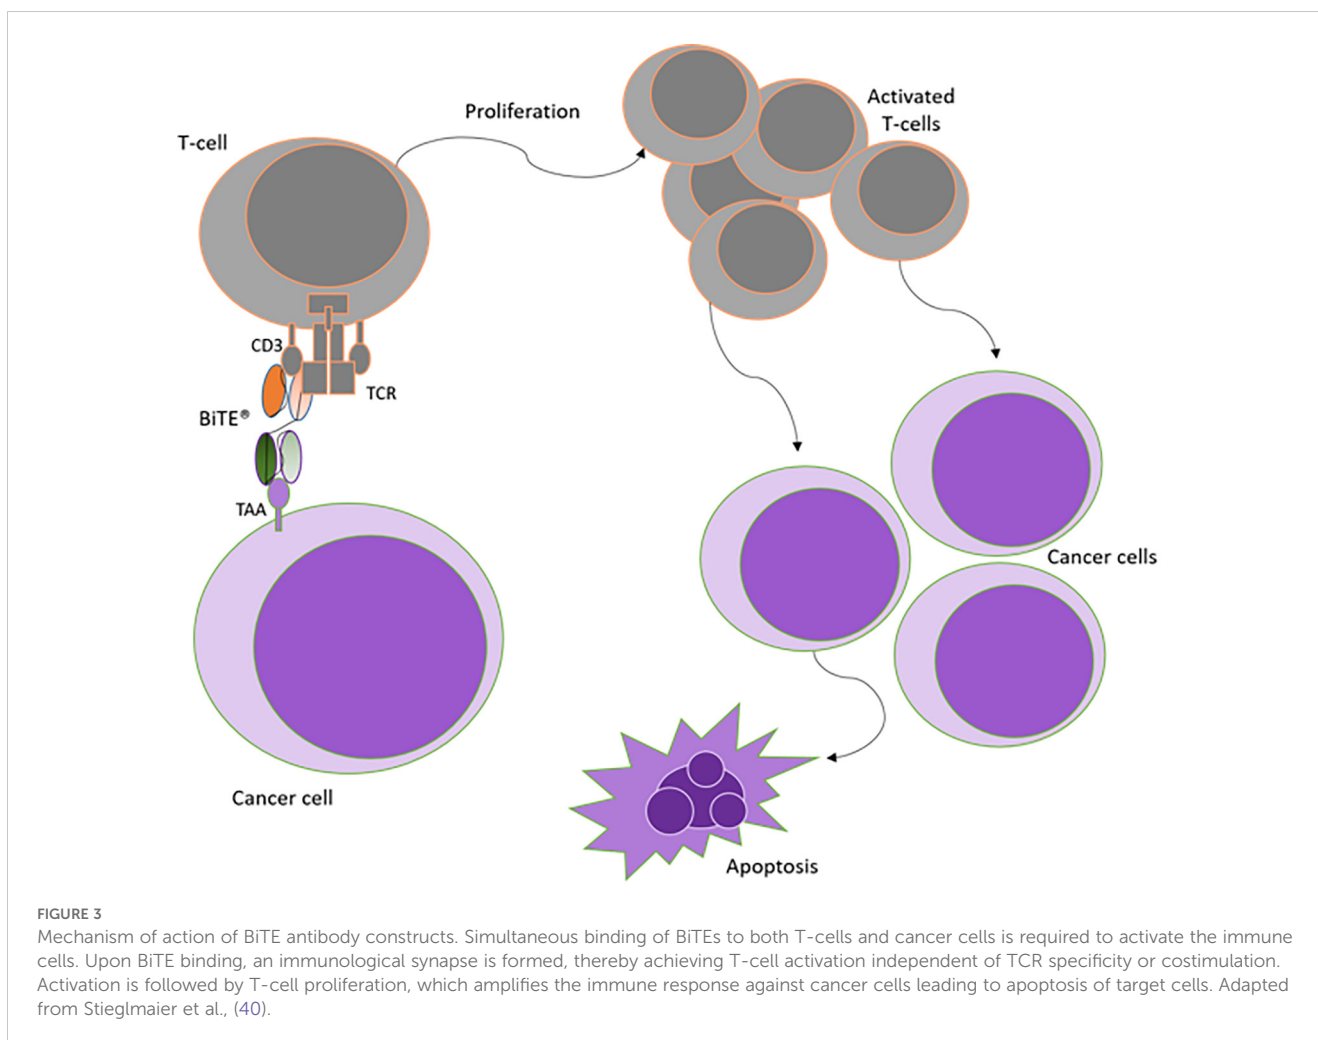 Proliferation
Activated
T-cells
T-cell
CD3
TCR
BiTE®
TAA
Cancer cells
Cancer cell
Apoptosis
FIGURE 3
Mechanism of action of BiTE antibody constructs. Simultaneous binding of BiTEs to both T-cells and cancer cells is required to activate the immune
cells. Upon BiTE binding, an immunological synapse is formed, thereby achieving T-cell activation independent of TCR specificity or costimulation.
Activation is followed by T-cell proliferation, which amplifies the immune response against cancer cells leading to apoptosis of target cells. Adapted
from Stieglmaier et al., (40).